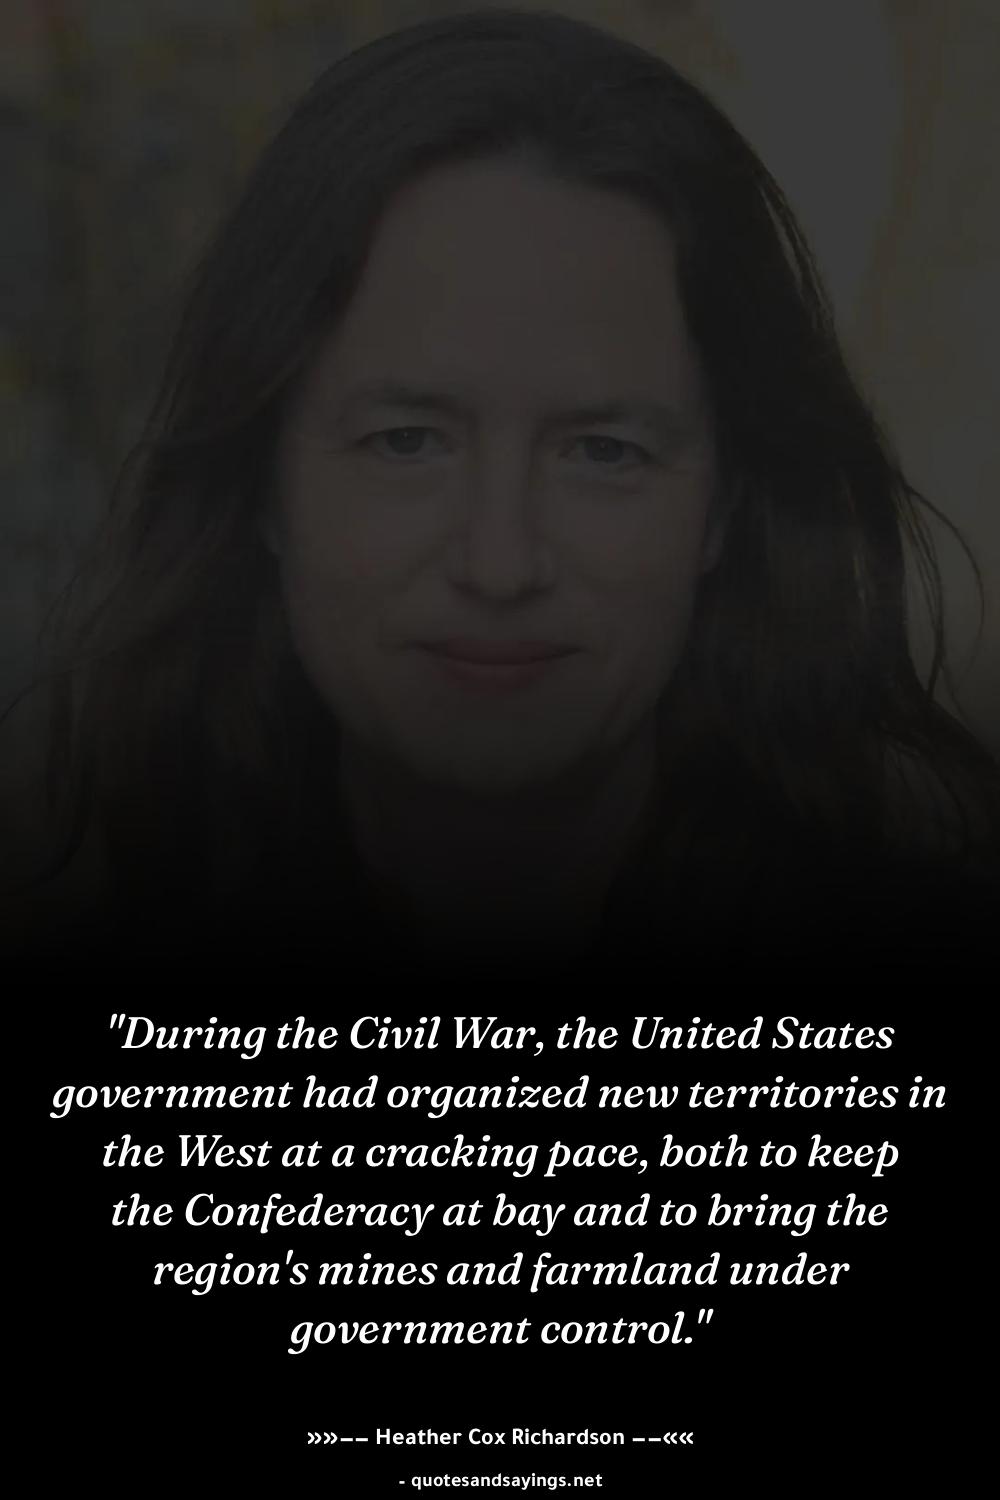 "During the Civil War, the United States
government had organized new territories in
the West at a cracking pace, both to keep
the Confederacy at bay and to bring the
region's mines and farmland under
government control."
»»–– Heather Cox Richardson ––««
- quotesandsayings.net